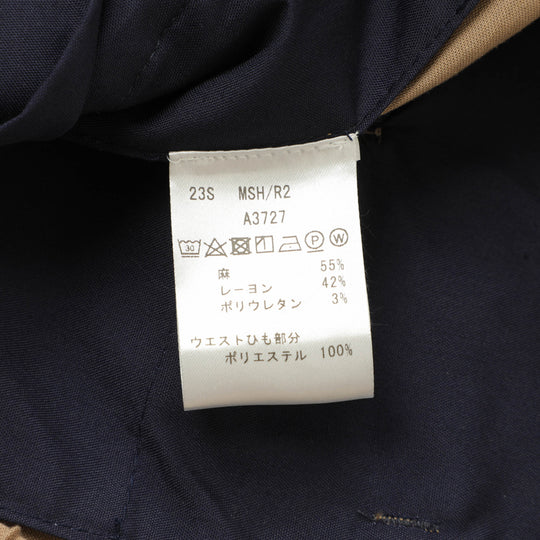 23S MSH/R2
A3727
30 P W
麻 55%
レーヨン 42%
ポリウレタン 3%
ウエストひも部分
ポリエステル 100%